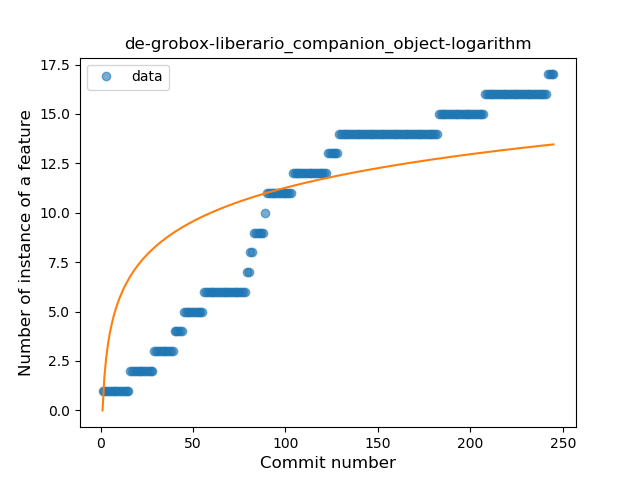 de-grobox-liberario_companion_object-logarithm
data
Number of instance of a feature
17.5
15.0
12.5
10.0
7.5
5.0
2.5
0.0
0 50 100 150 200 250
Commit number